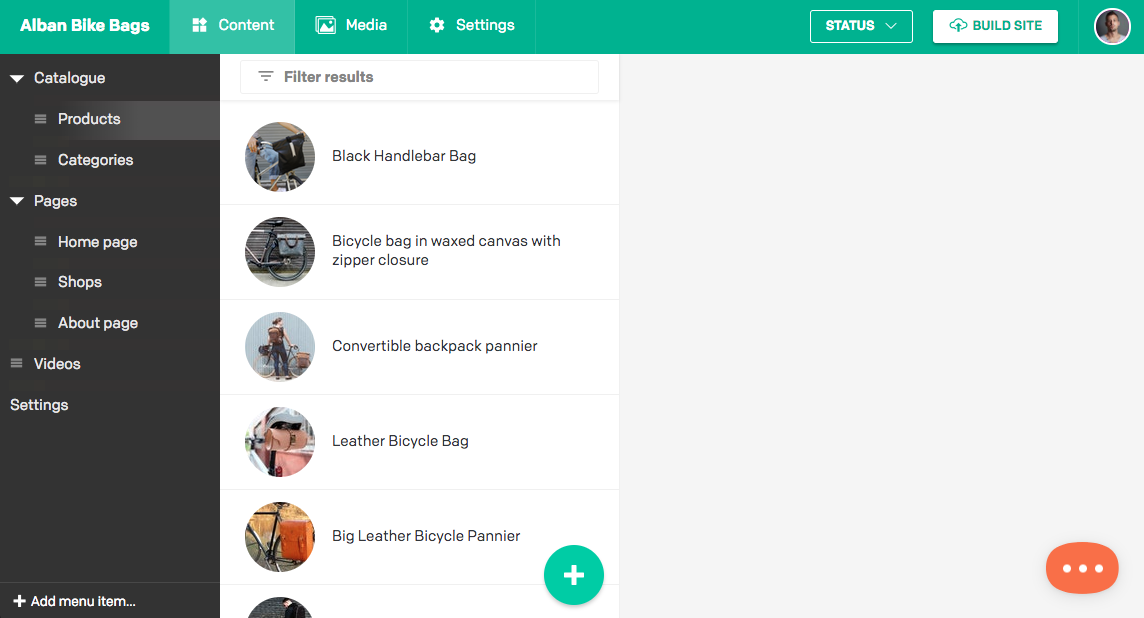 Alban Bike Bags
Content
Media
Settings
STATUS
BUILD SITE
Catalogue
Products
Categories
Pages
Home page
Shops
About page
Videos
Settings
Add menu item...
Filter results
Black Handlebar Bag
Bicycle bag in waxed canvas with
zipper closure
Convertible backpack pannier
Leather Bicycle Bag
Big Leather Bicycle Pannier